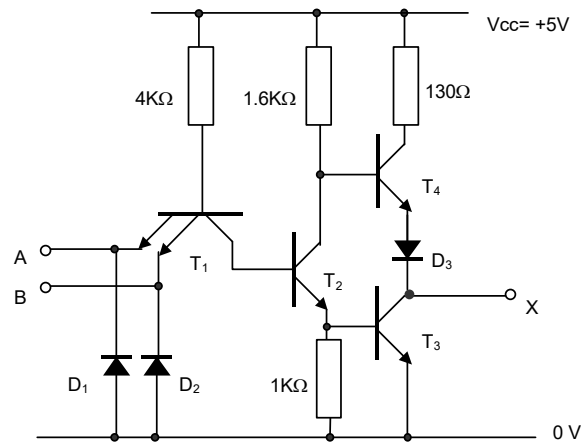 Vcc= +5V
4KΩ
1.6KΩ
130Ω
T4
A
T1
D3
B
T2
X
T3
D1
D2
1KΩ
0 V